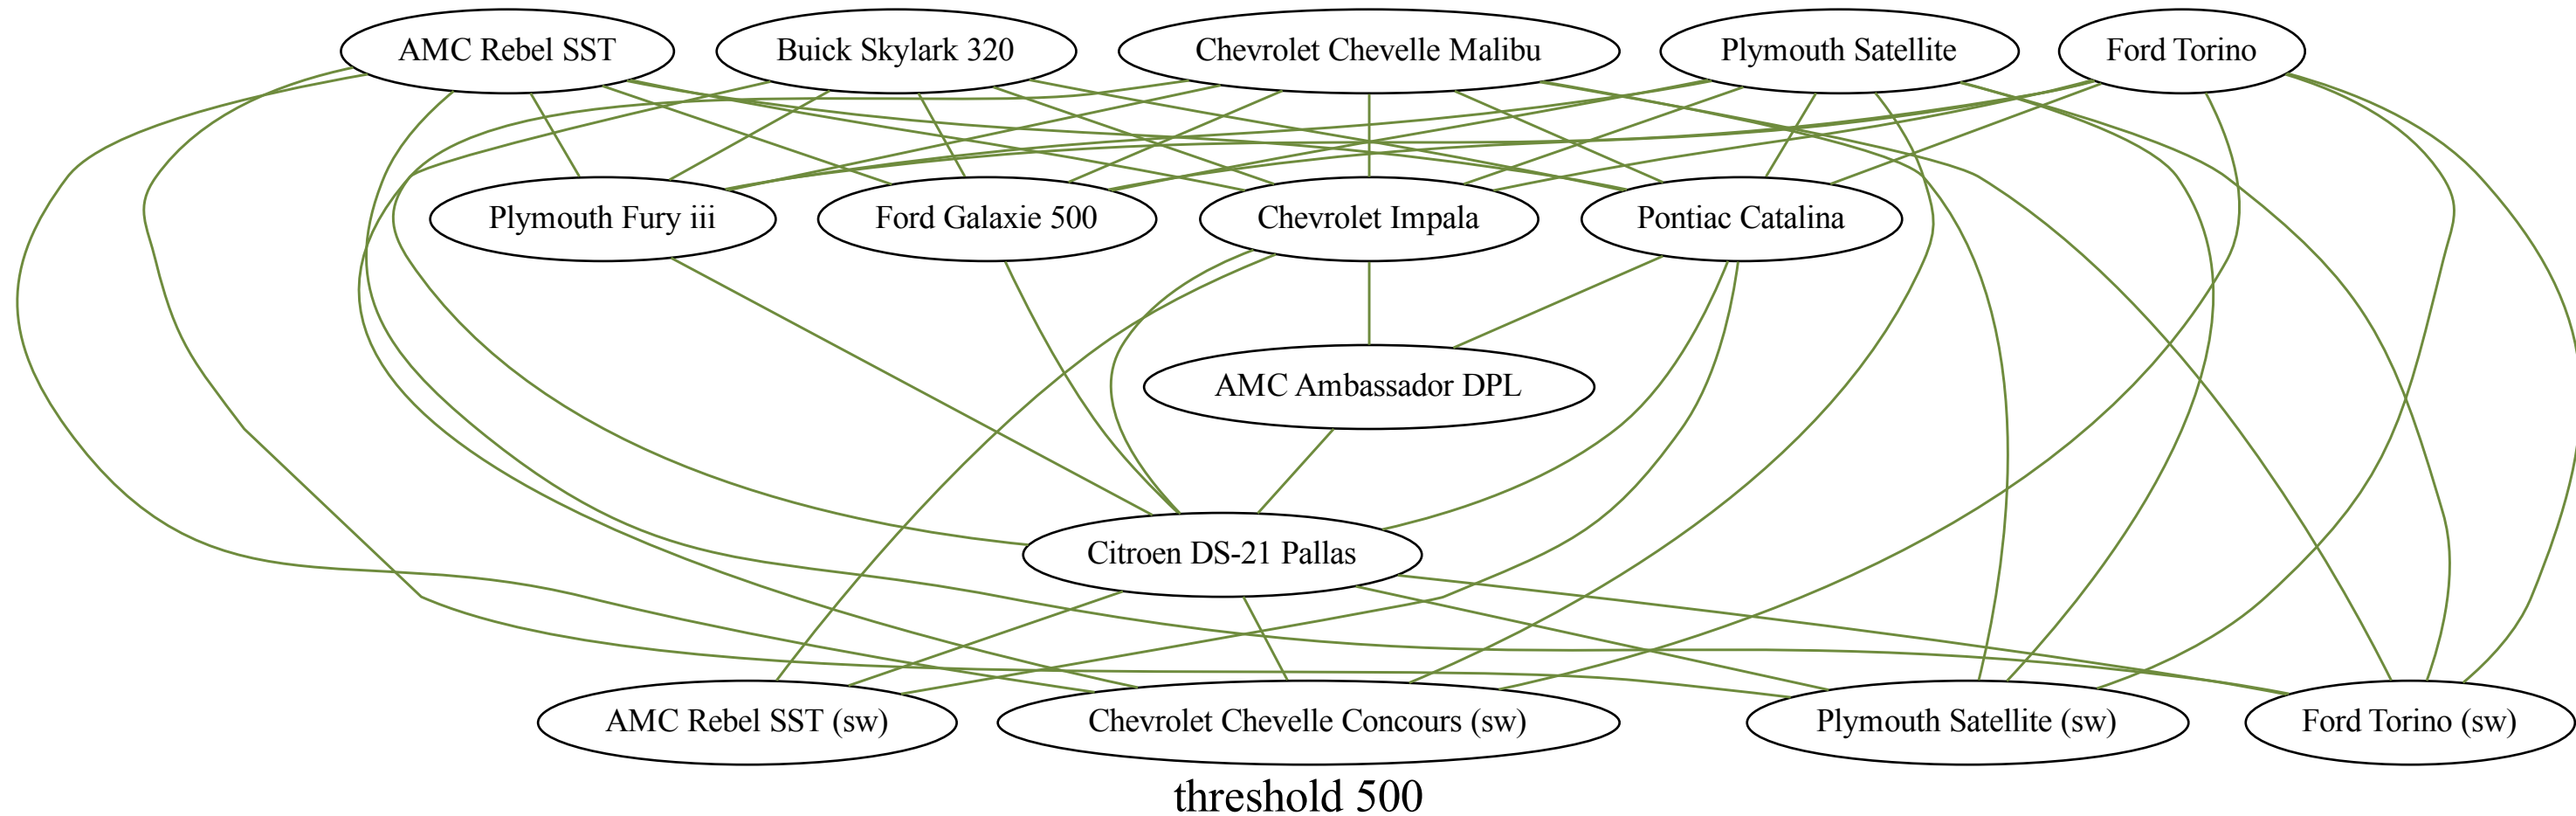 AMC Rebel SST
Buick Skylark 320
Chevrolet Chevelle Malibu
Plymouth Satellite
Ford Torino
Plymouth Fury iii
Ford Galaxie 500
Chevrolet Impala
Pontiac Catalina
AMC Ambassador DPL
Citroen DS-21 Pallas
AMC Rebel SST (sw)
Chevrolet Chevelle Concours (sw)
Plymouth Satellite (sw)
Ford Torino (sw)
threshold 500